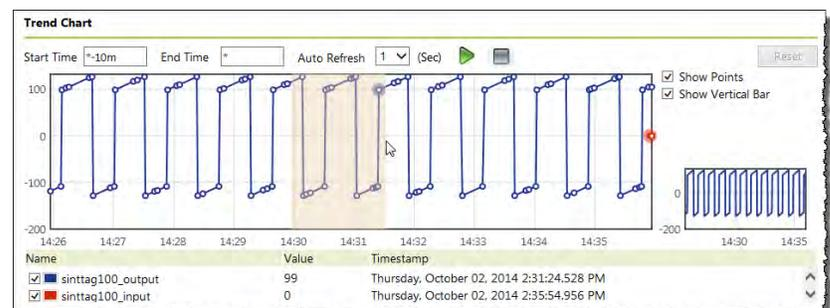 Trend Chart
Start Time *-10m End Time * Auto Refresh 1 (Sec) Reset
Show Points
Show Vertical Bar
100
0
-100
-200
14:26 14:27 14:28 14:29 14:30 14:31 14:32 14:33 14:34 14:35
0
-200
14:30 14:35
Name Value Timestamp
sinttag100_output 99 Thursday, October 02, 2014 2:31:24.528 PM
sinttag100_input 0 Thursday, October 02, 2014 2:35:54.956 PM